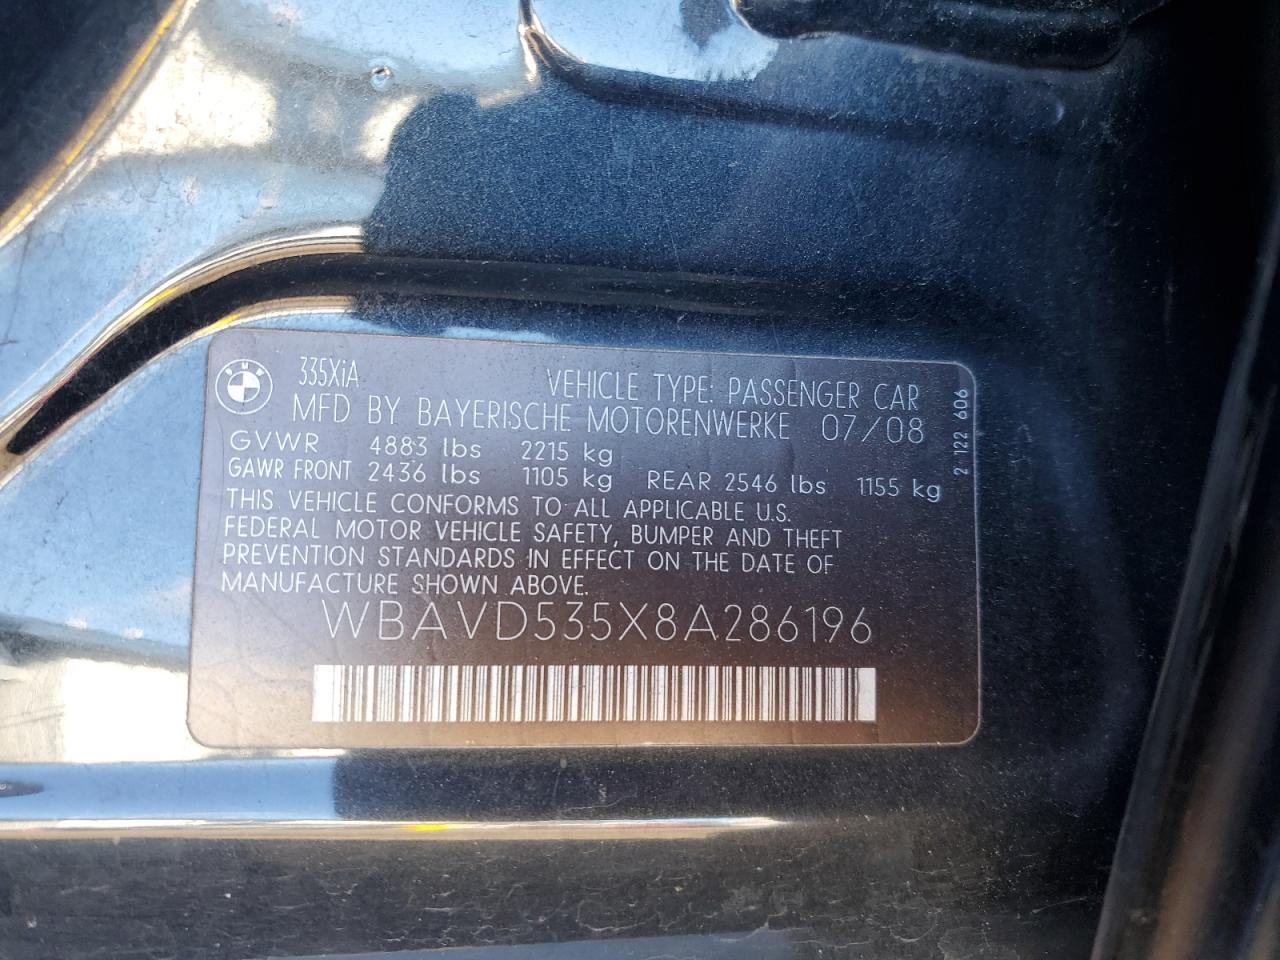 BMW
335XiA VEHICLE TYPE: PASSENGER CAR
MFD BY BAYERISCHE MOTORENWERKE 07/08
GVWR 4883 lbs 2215 kg
GAWR FRONT 2436 lbs 1105 kg REAR 2546 lbs 1155 kg
THIS VEHICLE CONFORMS TO ALL APPLICABLE U.S.
FEDERAL MOTOR VEHICLE SAFETY, BUMPER AND THEFT
PREVENTION STANDARDS IN EFFECT ON THE DATE OF
MANUFACTURE SHOWN ABOVE.
WBAVD535X8A286196
2 122 606